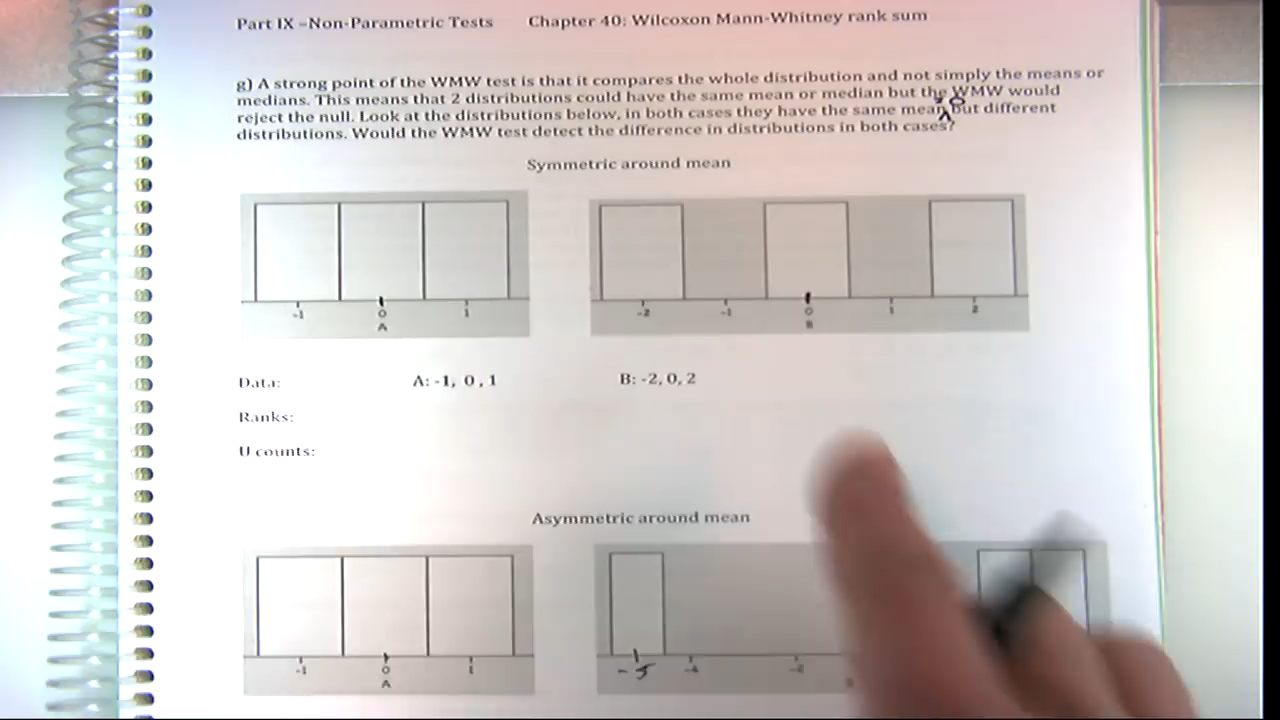 Part IX –Non-Parametric Tests Chapter 40: Wilcoxon Mann-Whitney rank sum
g) A strong point of the WMW test is that it compares the whole distribution and not simply the means or
medians. This means that 2 distributions could have the same mean or median but the WMW would
reject the null. Look at the distributions below, in both cases they have the same mean but different
distributions. Would the WMW test detect the difference in distributions in both cases?
Symmetric around mean
-1 0 1
A
-2 -1 0 1 2
B
Data: A: -1, 0, 1 B: -2, 0, 2
Ranks:
U counts:
Asymmetric around mean
-1 0 1
A
-5 -4 -2